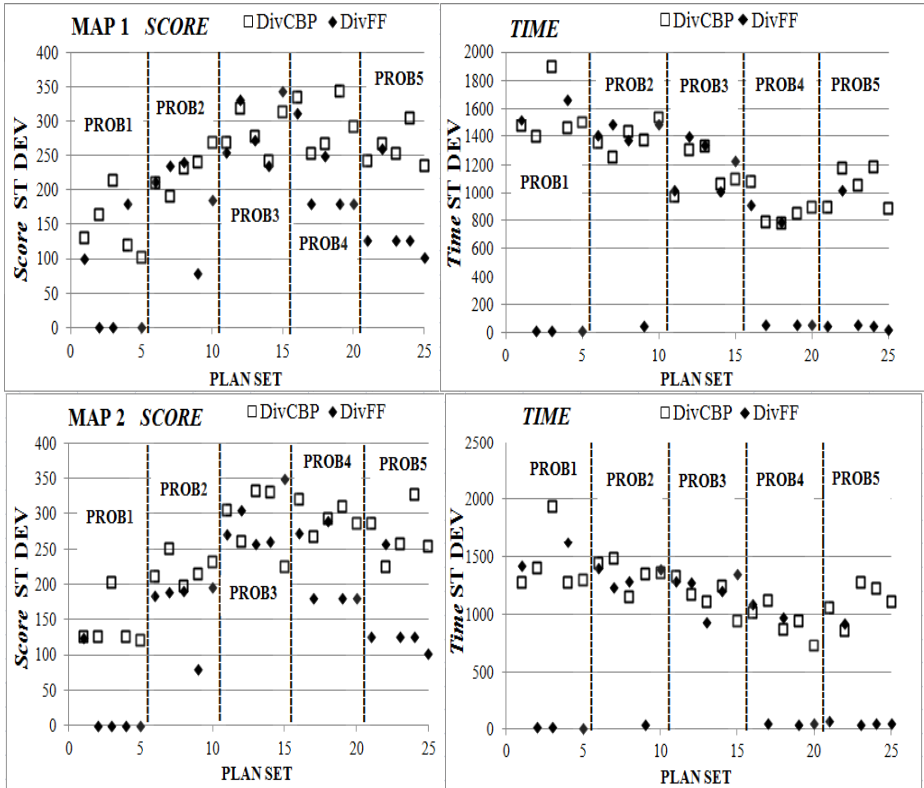 MAP 1 SCORE
DivCBP DivFF
400
350
300
250
200
150
100
50
0
Score ST DEV
PROB1
PROB2
PROB3
PROB4
PROB5
0 5 10 15 20 25
PLAN SET
TIME
DivCBP DivFF
2000
1800
1600
1400
1200
1000
800
600
400
200
0
Time ST DEV
PROB1
PROB2
PROB3
PROB4
PROB5
0 5 10 15 20 25
PLAN SET
MAP 2 SCORE
DivCBP DivFF
400
350
300
250
200
150
100
50
0
Score ST DEV
PROB1
PROB2
PROB3
PROB4
PROB5
0 5 10 15 20 25
PLAN SET
TIME
DivCBP DivFF
2500
2000
1500
1000
500
0
Time ST DEV
PROB1
PROB2
PROB3
PROB4
PROB5
0 5 10 15 20 25
PLAN SET